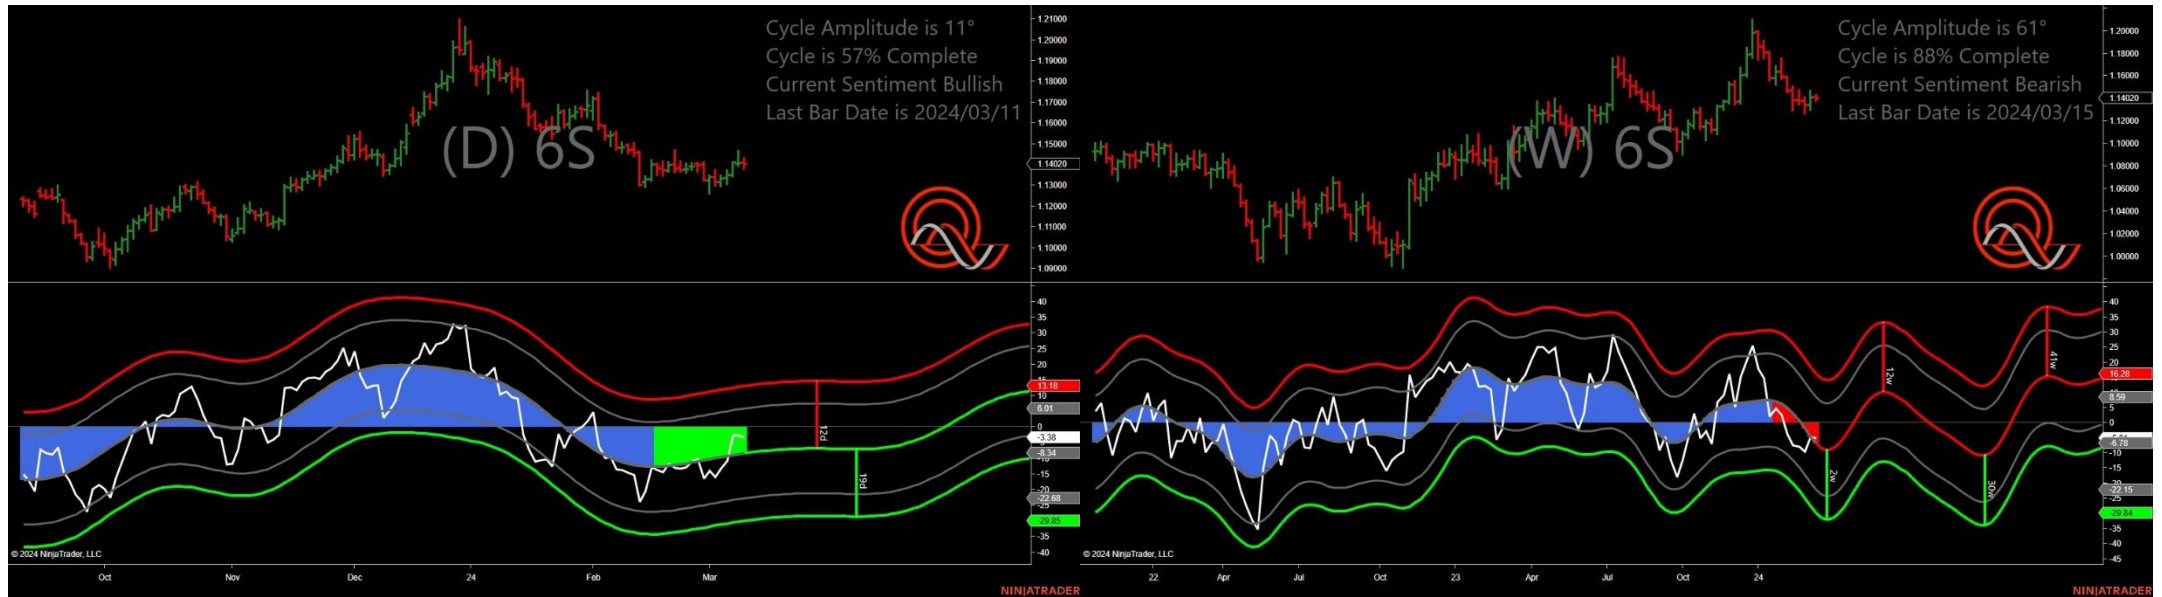 Cycle Amplitude is 11°
Cycle is 57% Complete
Current Sentiment Bullish
Last Bar Date is 2024/03/11
(D) 6S
1.21000
1.20000
1.19000
1.18000
1.17000
1.16000
1.15000
1.14020
1.13000
1.12000
1.11000
1.10000
1.09000
40
35
30
25
20
15
13.18
10
6.01
5
0
-3.38
-8.34
-10
-15
-20
-22.68
-25
-29.85
-35
-40
12d
19d
© 2024 NinjaTrader, LLC
Oct
Nov
Dec
24
Feb
Mar
NINJATRADER
Cycle Amplitude is 61°
Cycle is 88% Complete
Current Sentiment Bearish
Last Bar Date is 2024/03/15
(W) 6S
1.20000
1.18000
1.16000
1.14020
1.12000
1.10000
1.08000
1.06000
1.04000
1.02000
1.00000
40
35
30
25
20
16.28
10
8.59
5
0
-6.78
-10
-15
-22.15
-25
-29.84
-35
-40
-45
12w
41w
2w
30w
© 2024 NinjaTrader, LLC
22
Apr
Jul
Oct
23
Apr
Jul
Oct
24
NINJATRADER